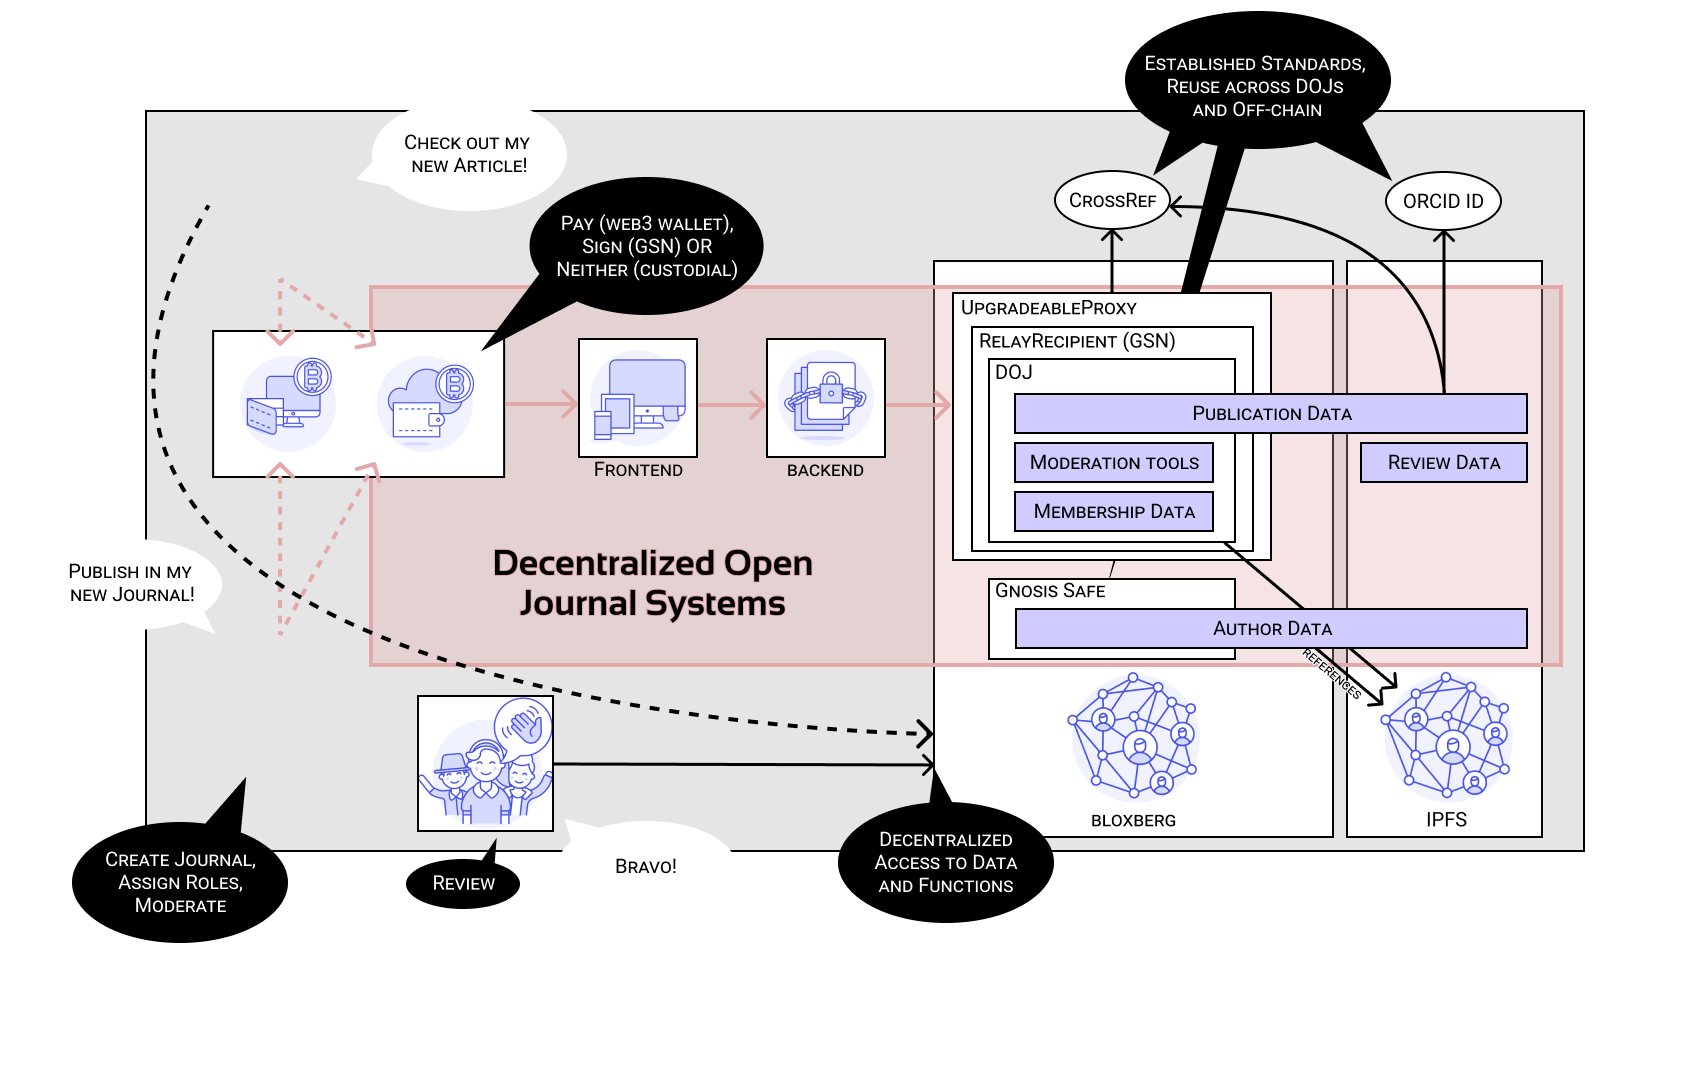 Established Standards,
Reuse across DOJs
and Off-chain
Check out my
new Article!
CrossRef
ORCID ID
Pay (web3 wallet),
Sign (GSN) OR
Neither (custodial)
UpgradeableProxy
RelayRecipient (GSN)
DOJ
Publication Data
Moderation tools
Review Data
Membership Data
Frontend
backend
Decentralized Open
Journal Systems
Publish in my
new Journal!
Gnosis Safe
Author Data
references
bloxberg
IPFS
Create Journal,
Assign Roles,
Moderate
Review
Bravo!
Decentralized
Access to Data
and Functions